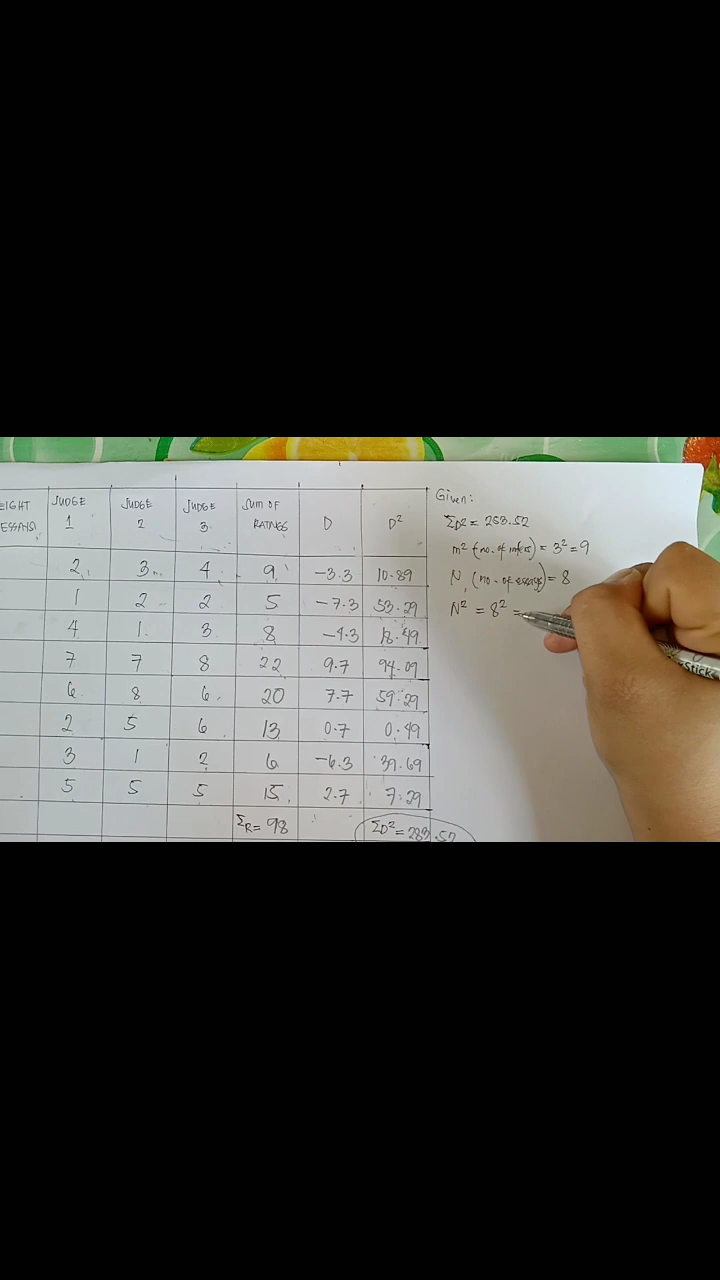 EIGHT ESSAYS JUDGE 1 JUDGE 2 JUDGE 3 SUM OF RATINGS D D²
2 3 4 9 -3.3 10.89
1 2 2 5 -7.3 53.29
4 1 3 8 -4.3 18.49
7 7 8 22 9.7 94.09
6 8 6 20 7.7 59.29
2 5 6 13 0.7 0.49
3 1 2 6 -6.3 39.69
5 5 5 15 2.7 7.29
ΣR = 98 ΣD² = 283.52
Given:
ΣD² = 283.52
m² (no. of raters) = 3² = 9
N (no. of essays) = 8
N² = 8² =